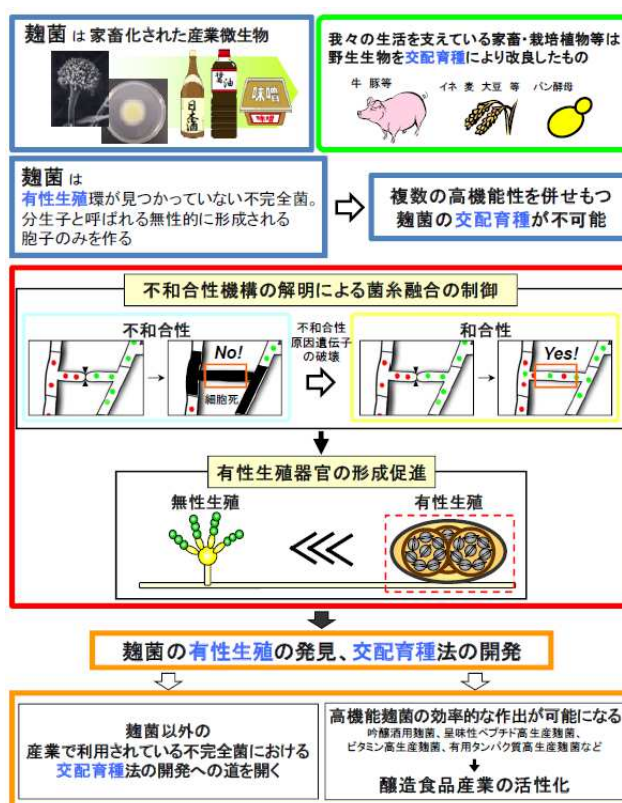 麹菌 は 家畜化された産業微生物
日本酒
醤油
味噌
味噌
我々の生活を支えている家畜・栽培植物等は
野生生物を交配育種により改良したもの
牛 豚等
イネ 麦 大豆 等
パン酵母
麹菌 は
有性生殖環が見つかっていない不完全菌。
分生子と呼ばれる無性的に形成される
胞子のみを作る
複数の高機能性を併せもつ
麹菌の交配育種が不可能
不和合性機構の解明による菌糸融合の制御
不和合性
No!
細胞死
不和合性
原因遺伝子
の破壊
和合性
Yes!
有性生殖器官の形成促進
無性生殖
有性生殖
麹菌の有性生殖の発見、交配育種法の開発
麹菌以外の
産業で利用されている不完全菌における
交配育種法の開発への道を開く
高機能麹菌の効率的な作出が可能になる
吟醸酒用麹菌、呈味性ペプチド高生産麹菌、
ビタミン高生産麹菌、有用タンパク質高生産麹菌など
醸造食品産業の活性化